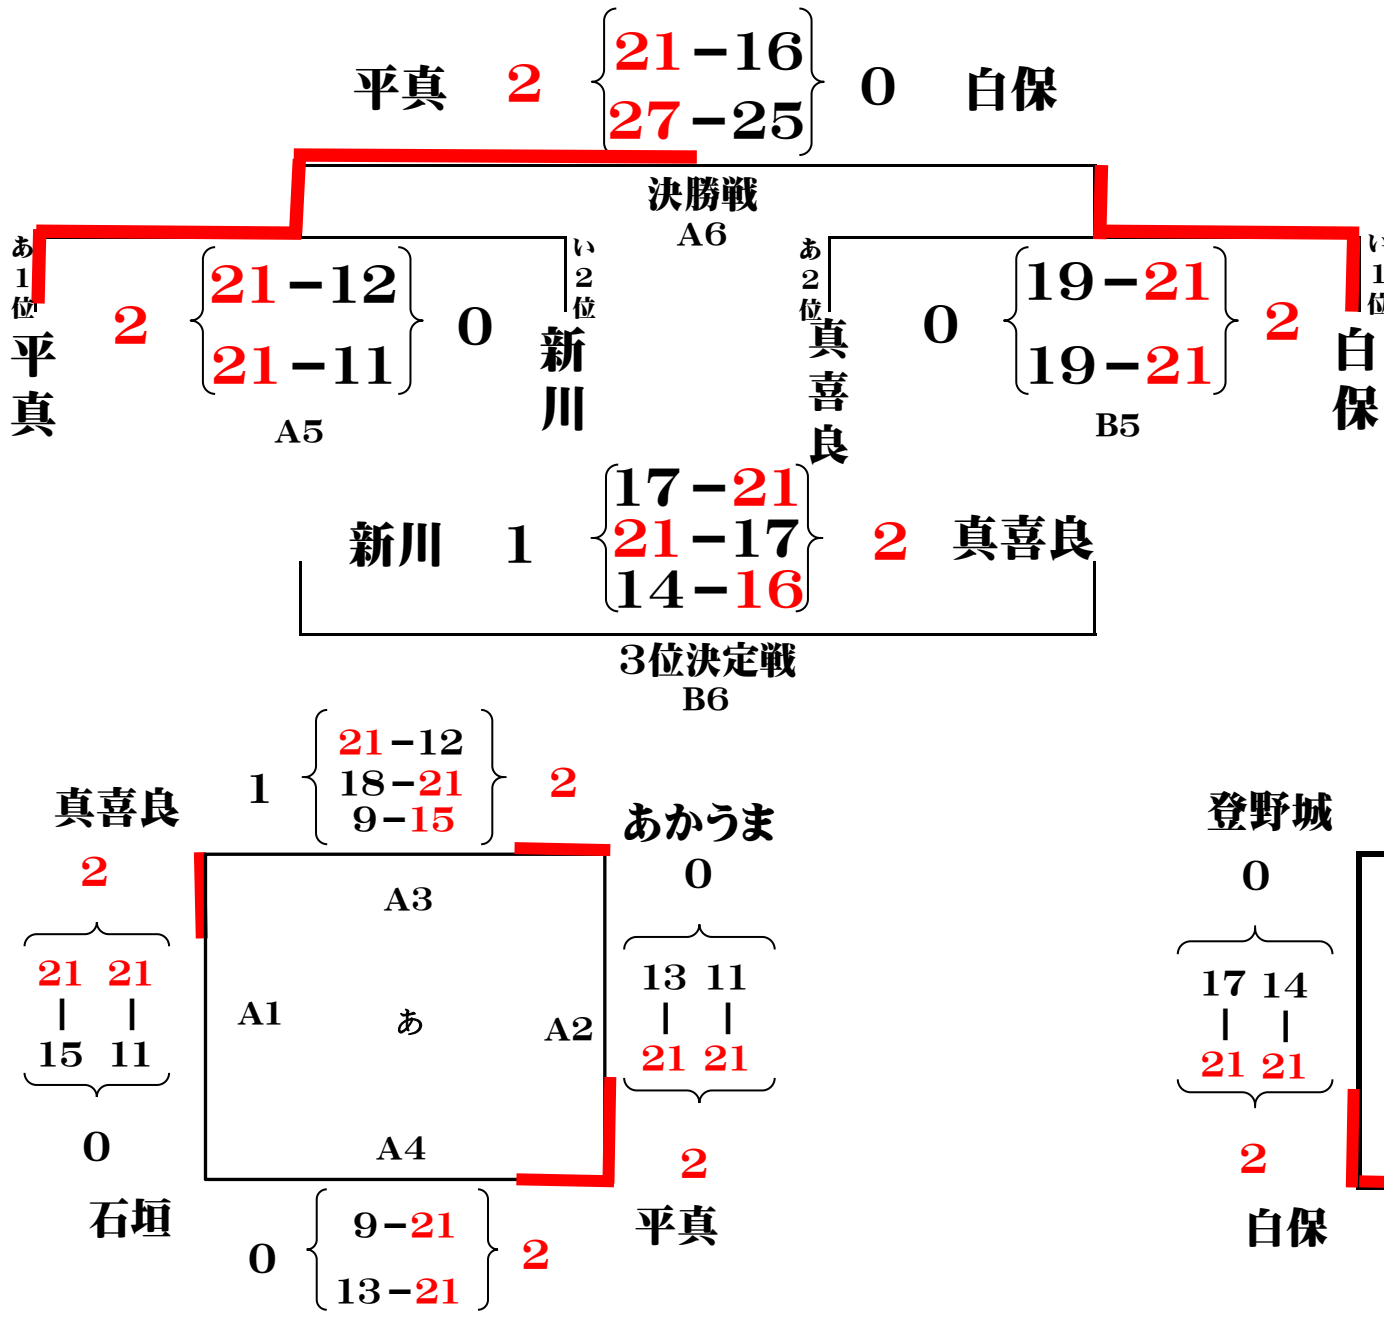 平真 2 21-16 0 白保
27-25
決勝戦
A6
あ1位
平真
2
21-12
21-11
0
い2位
新川
A5
あ2位
真喜良
0
19-21
19-21
2
い1位
白保
B5
新川 1 17-21 2 真喜良
21-17
14-16
3位決定戦
B6
真喜良
1
21-12
18-21
9-15
2
あかうま
2
21 21
15 11
0
石垣
A3
A1
あ
A2
A4
0
13 11
21 21
2
平真
0
9-21
13-21
2
登野城
0
17 14
21 21
2
白保